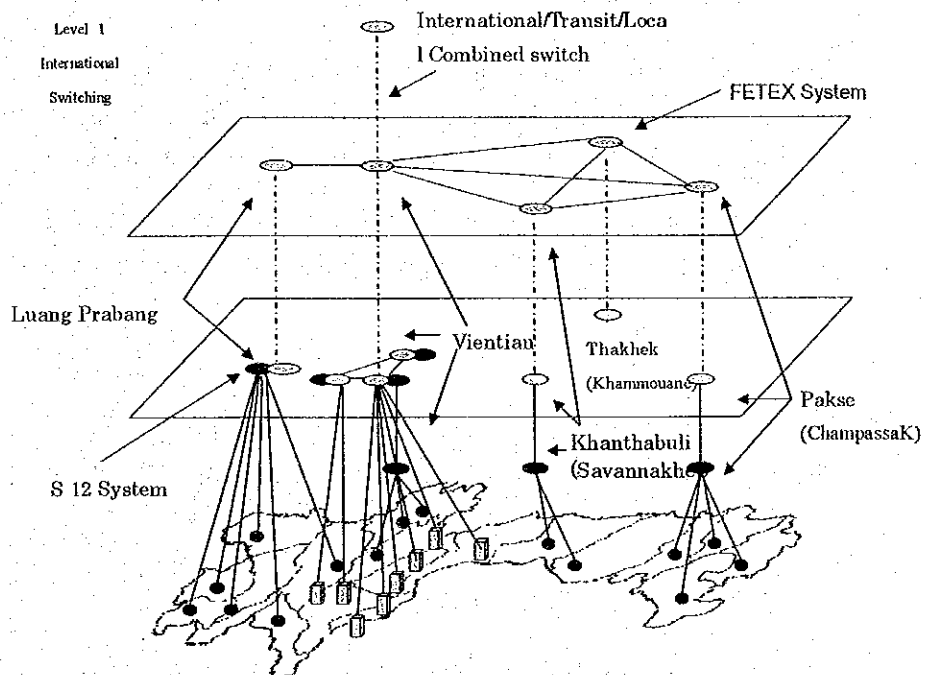 Level 1
International
Switching
International/Transit/Loca
l Combined switch
FETEX System
Luang Prabang
Vientiau
Thakhek
(Khammouane)
Pakse
(ChampassaK)
Khanthabuli
(Savannakhe
S 12 System